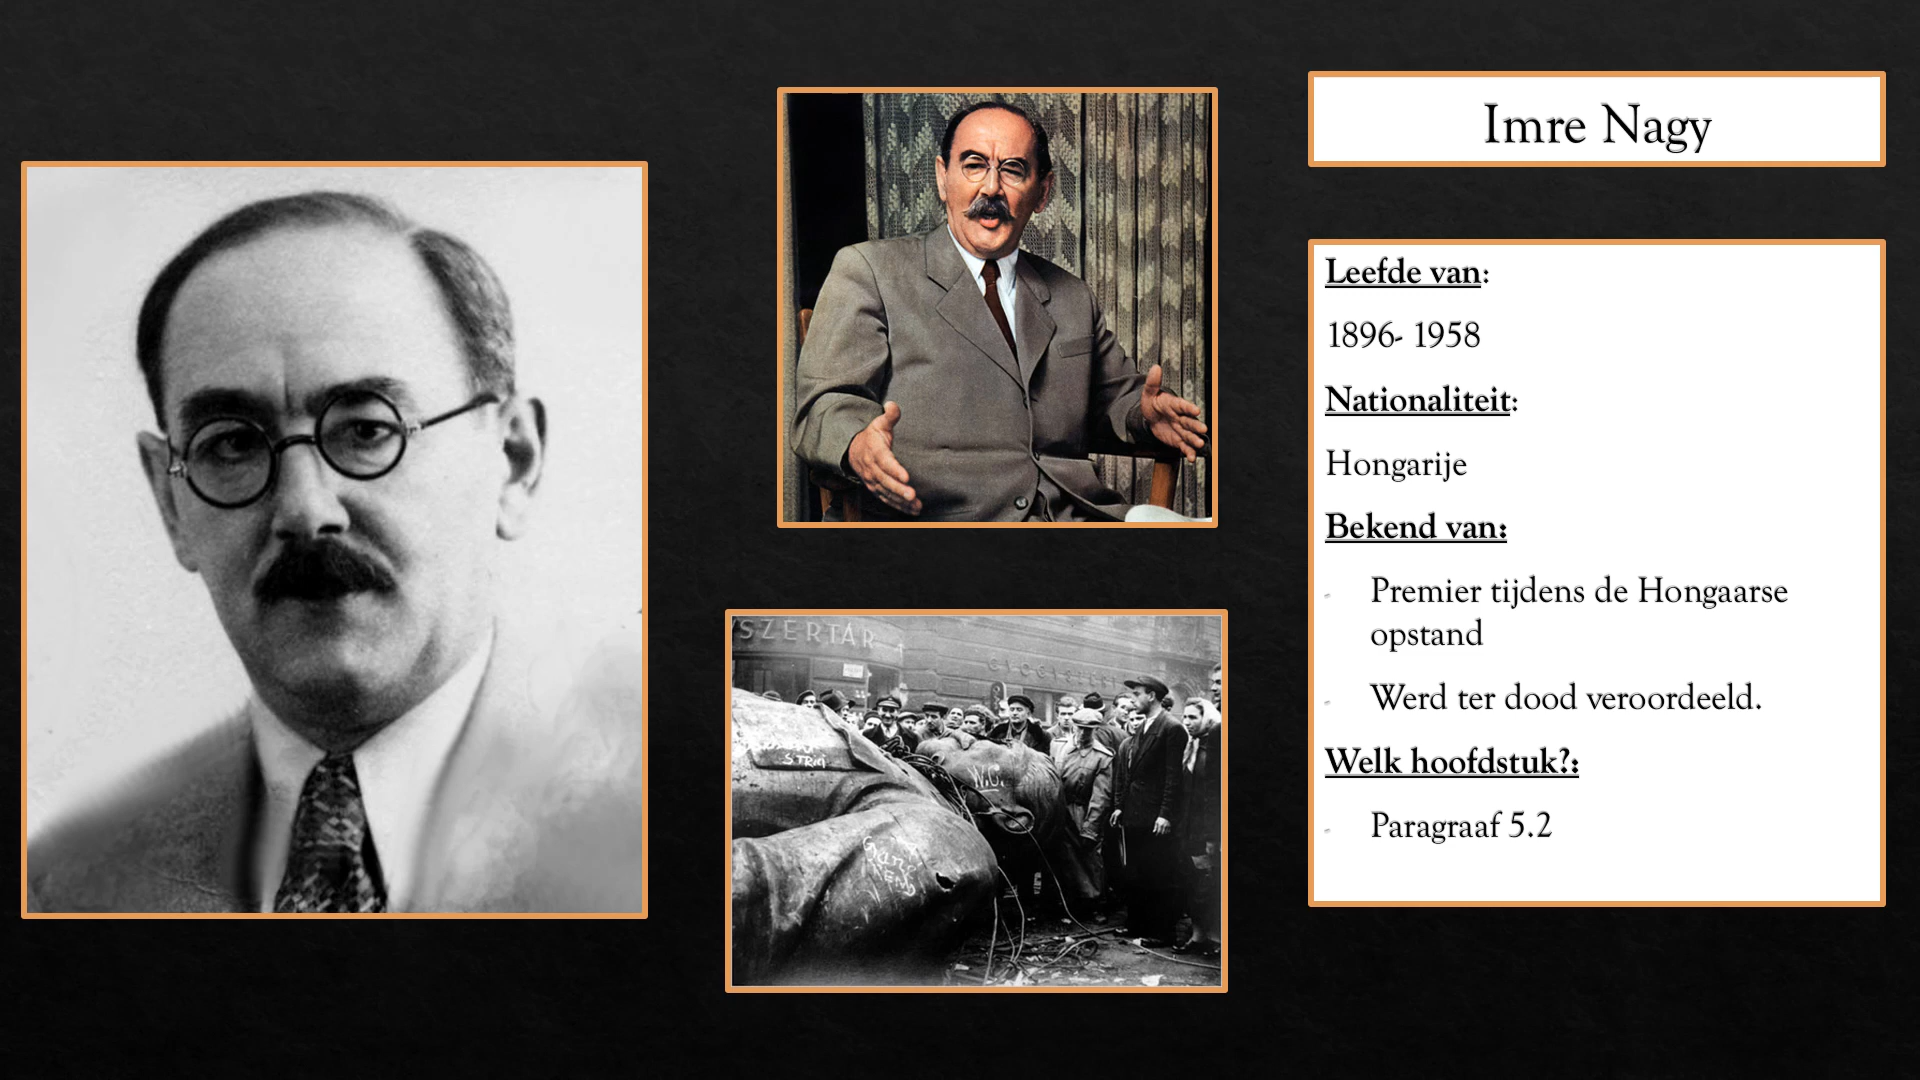 Imre Nagy
Leefde van:
1896- 1958
Nationaliteit:
Hongarije
Bekend van:
- Premier tijdens de Hongaarse
opstand
- Werd ter dood veroordeeld.
Welk hoofdstuk?:
- Paragraaf 5.2
SZERTÁR
W.C.